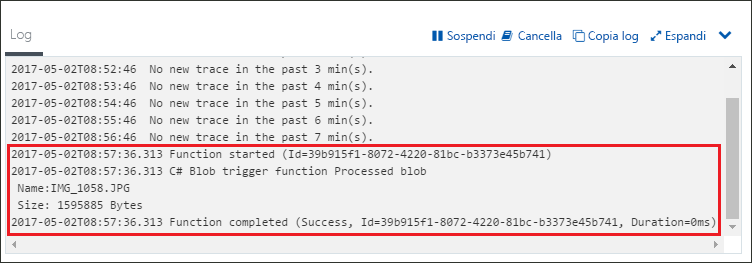 Log
Sospendi Cancella Copia log Espandi
2017-05-02T08:52:46 No new trace in the past 3 min(s).
2017-05-02T08:53:46 No new trace in the past 4 min(s).
2017-05-02T08:54:46 No new trace in the past 5 min(s).
2017-05-02T08:55:46 No new trace in the past 6 min(s).
2017-05-02T08:56:46 No new trace in the past 7 min(s).
2017-05-02T08:57:36.313 Function started (Id=39b915f1-8072-4220-81bc-b3373e45b741)
2017-05-02T08:57:36.313 C# Blob trigger function Processed blob
Name:IMG_1058.JPG
Size: 1595885 Bytes
2017-05-02T08:57:36.313 Function completed (Success, Id=39b915f1-8072-4220-81bc-b3373e45b741, Duration=0ms)